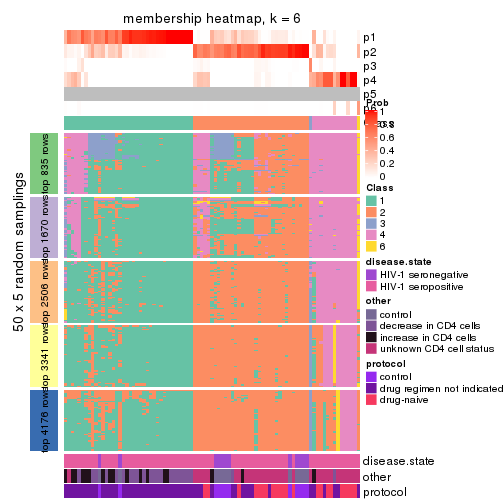 membership heatmap, k = 6
p1
p2
p3
p4
p5
Prob
1
0.8
0.6
0.4
0.2
0
Class
1
2
3
4
6
disease.state
HIV-1 seronegative
HIV-1 seropositive
other
control
decrease in CD4 cells
increase in CD4 cells
unknown CD4 cell status
protocol
control
drug regimen not indicated
drug-naive
50 x 5 random samplings
top 835 rows
top 1670 rows
top 2506 rows
top 3341 rows
top 4176 rows
disease.state
other
protocol